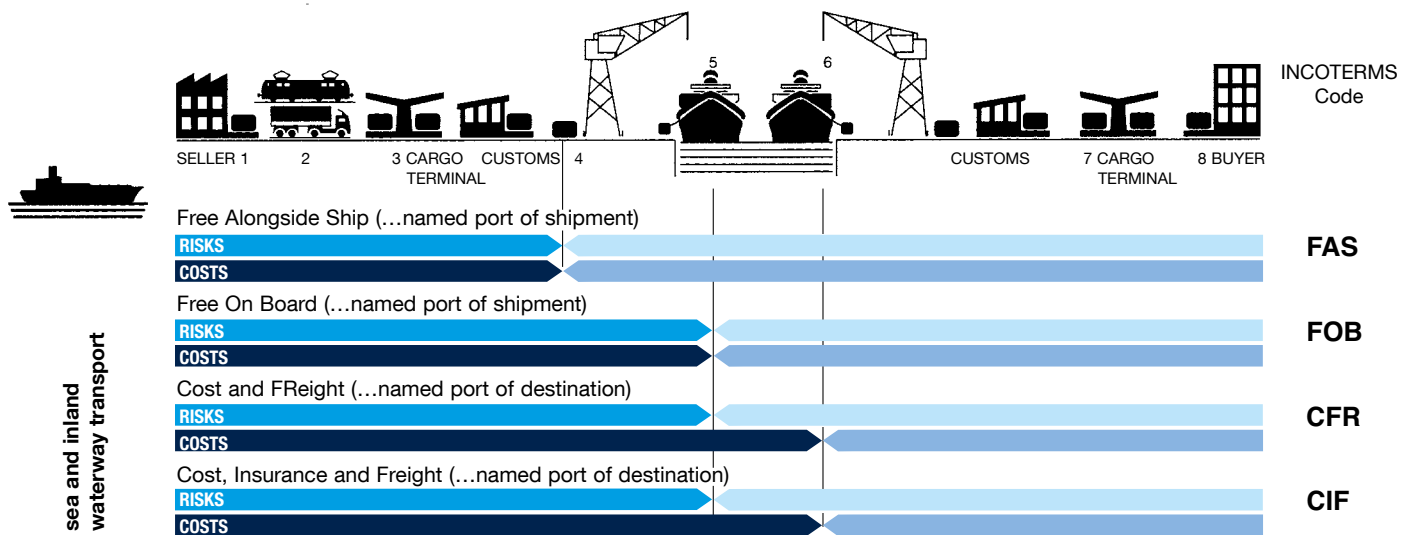 5 6
INCOTERMS
Code
SELLER 1 2 3 CARGO TERMINAL CUSTOMS 4 CUSTOMS 7 CARGO TERMINAL 8 BUYER
Free Alongside Ship (…named port of shipment)
RISKS
COSTS
FAS
Free On Board (…named port of shipment)
RISKS
COSTS
FOB
Cost and FReight (…named port of destination)
RISKS
COSTS
CFR
Cost, Insurance and Freight (…named port of destination)
RISKS
COSTS
CIF
sea and inland
waterway transport